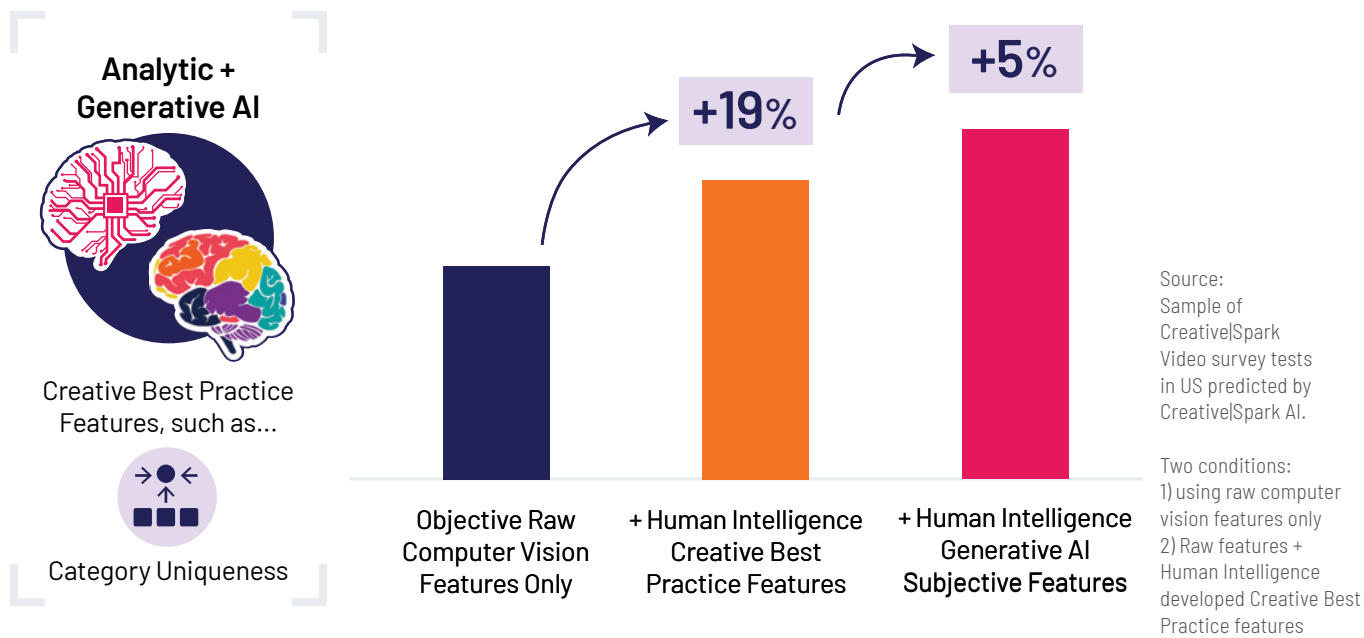 Analytic +
Generative AI
Creative Best Practice
Features, such as...
Category Uniqueness
+19%
+5%
Objective Raw
Computer Vision
Features Only
+ Human Intelligence
Creative Best
Practice Features
+ Human Intelligence
Generative AI
Subjective Features
Source:
Sample of
Creative|Spark
Video survey tests
in US predicted by
Creative|Spark AI.
Two conditions:
1) using raw computer
vision features only
2) Raw features +
Human Intelligence
developed Creative Best
Practice features